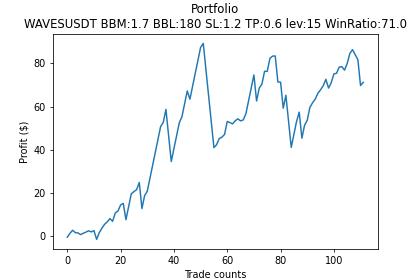 Portfolio
WAVESUSDT BBM:1.7 BBL:180 SL:1.2 TP:0.6 lev:15 WinRatio:71.0
80
60
40
20
0
Profit ($)
0 20 40 60 80 100
Trade counts